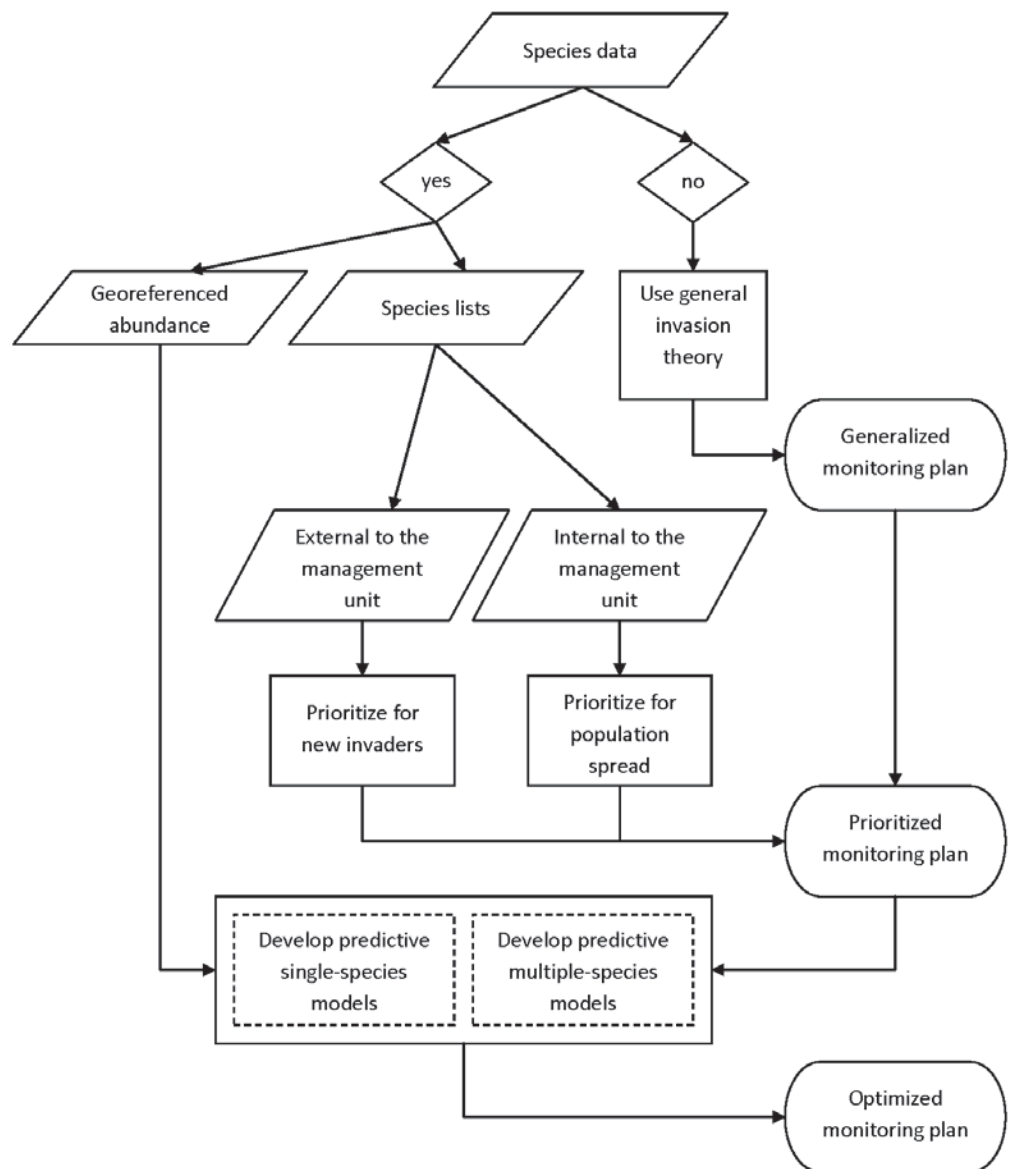 Species data
yes
no
Georeferenced
abundance
Species lists
Use general
invasion
theory
Generalized
monitoring plan
External to the
management
unit
Internal to the
management
unit
Prioritize for
new invaders
Prioritize for
population
spread
Prioritized
monitoring plan
Develop predictive
single-species
models
Develop predictive
multiple-species
models
Optimized
monitoring plan